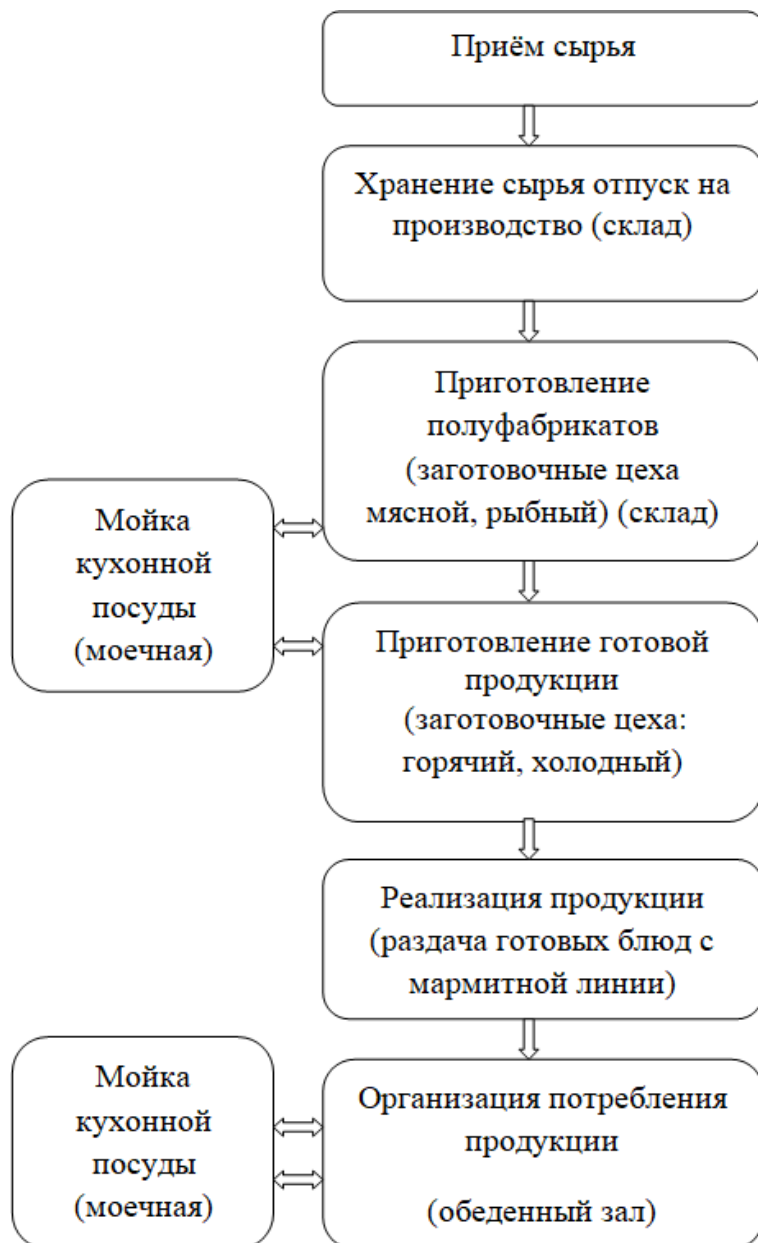 Приём сырья
Хранение сырья отпуск на
производство (склад)
Приготовление
полуфабрикатов
(заготовочные цеха
мясной, рыбный) (склад)
Мойка
кухонной
посуды
(моечная)
Приготовление готовой
продукции
(заготовочные цеха:
горячий, холодный)
Реализация продукции
(раздача готовых блюд с
мармитной линии)
Мойка
кухонной
посуды
(моечная)
Организация потребления
продукции
(обеденный зал)